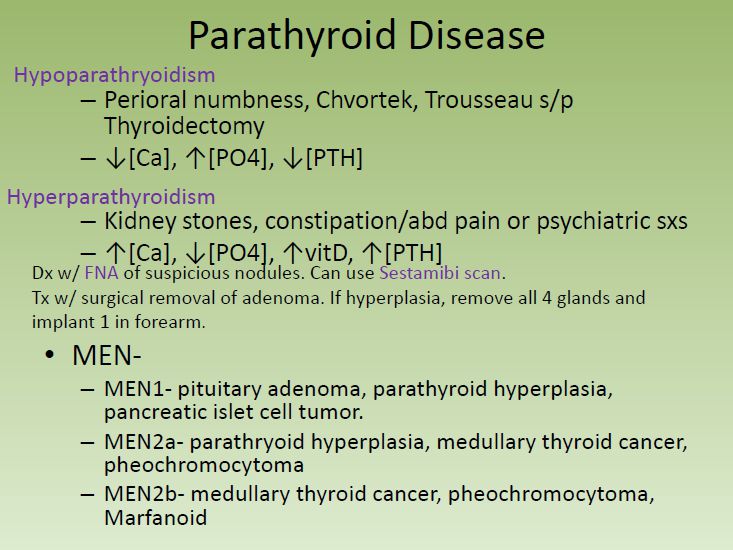 Parathyroid Disease
Hypoparathryoidism
– Perioral numbness, Chvortek, Trousseau s/p
Thyroidectomy
– ↓[Ca], ↑[PO4], ↓[PTH]
Hyperparathyroidism
– Kidney stones, constipation/abd pain or psychiatric sxs
– ↑[Ca], ↓[PO4], ↑vitD, ↑[PTH]
Dx w/ FNA of suspicious nodules. Can use Sestamibi scan.
Tx w/ surgical removal of adenoma. If hyperplasia, remove all 4 glands and
implant 1 in forearm.
• MEN-
– MEN1- pituitary adenoma, parathyroid hyperplasia,
pancreatic islet cell tumor.
– MEN2a- parathryoid hyperplasia, medullary thyroid cancer,
pheochromocytoma
– MEN2b- medullary thyroid cancer, pheochromocytoma,
Marfanoid